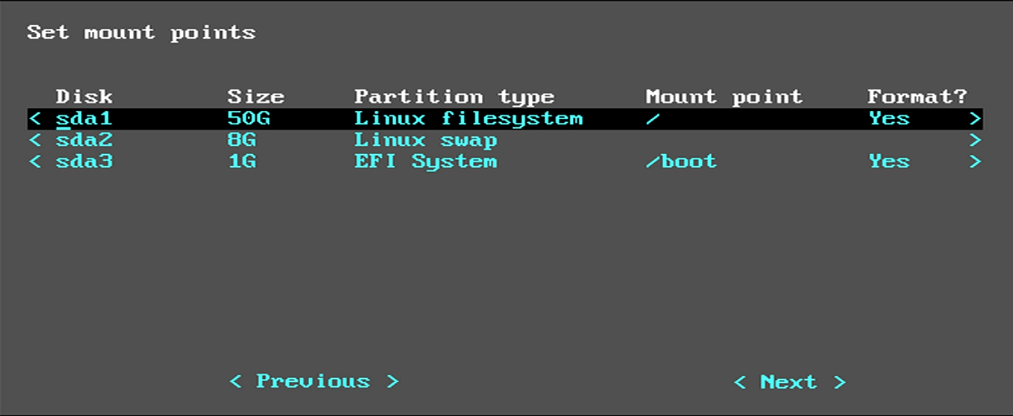 Set mount points
Disk Size Partition type Mount point Format?
< sda1 50G Linux filesystem / Yes >
< sda2 8G Linux swap >
< sda3 1G EFI System /boot Yes >
< Previous > < Next >